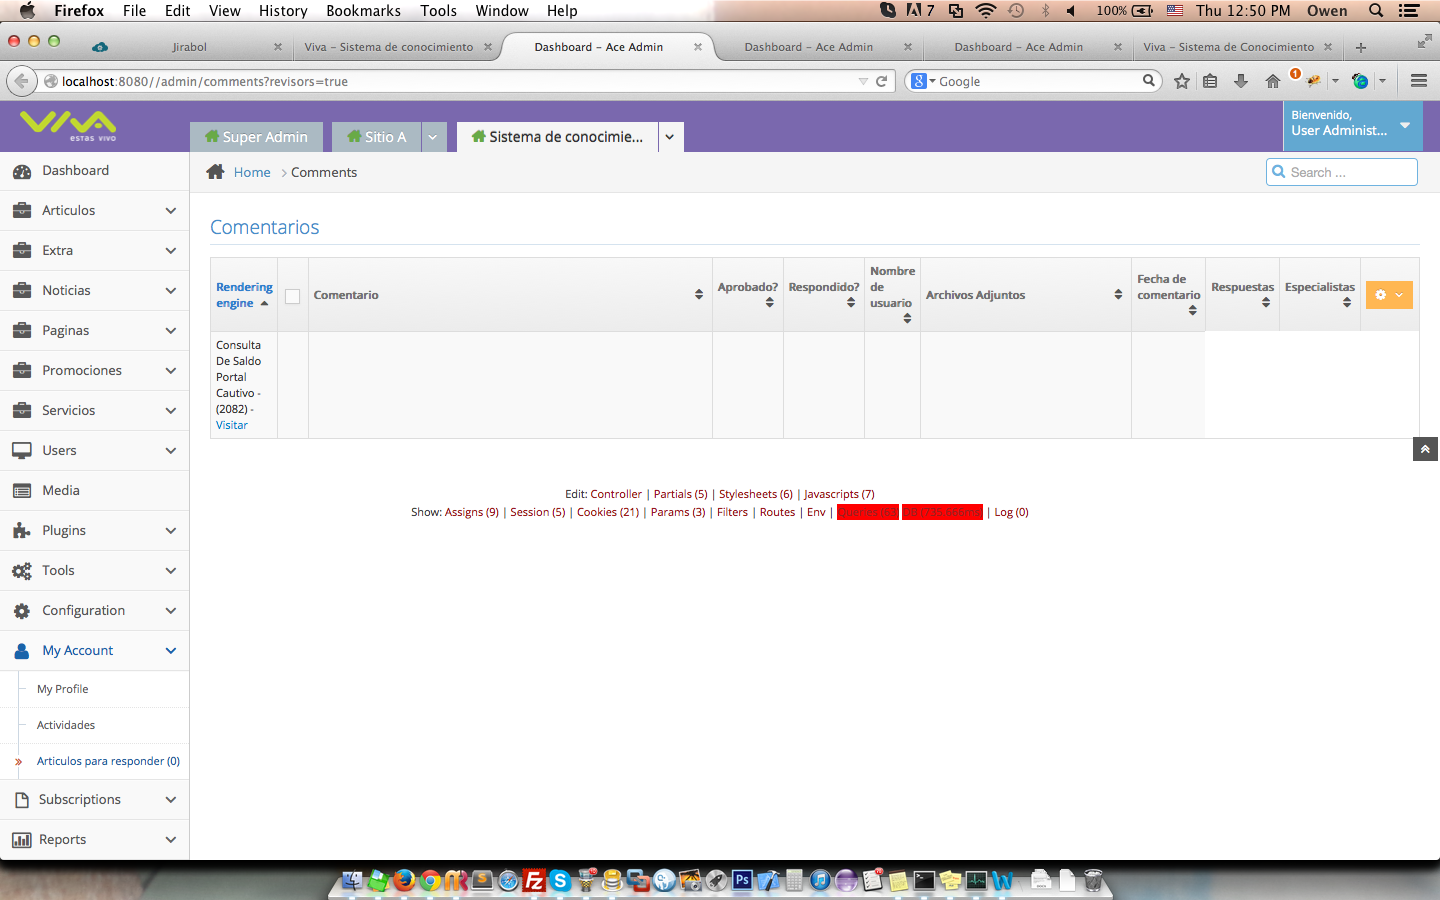 Firefox File Edit View History Bookmarks Tools Window Help 7 100% Thu 12:50 PM Owen
Jirabol Viva – Sistema de conocimiento Dashboard – Ace Admin Dashboard – Ace Admin Dashboard – Ace Admin Viva – Sistema de Conocimiento
localhost:8080//admin/comments?revisors=true Google 1
VIVA
estas vivo
Super Admin Sitio A Sistema de conocimie...
Bienvenido,
User Administ...
Home Comments Search ...
Dashboard
Articulos
Extra
Noticias
Paginas
Promociones
Servicios
Users
Media
Plugins
Tools
Configuration
My Account
My Profile
Actividades
Articulos para responder (0)
Subscriptions
Reports
Comentarios
Rendering engine Comentario Aprobado? Respondido? Nombre de usuario Archivos Adjuntos Fecha de comentario Respuestas Especialistas
Consulta
De Saldo
Portal
Cautivo -
(2082) -
Visitar
Edit: Controller | Partials (5) | Stylesheets (6) | Javascripts (7)
Show: Assigns (9) | Session (5) | Cookies (21) | Params (3) | Filters | Routes | Env | Queries | Log (0)